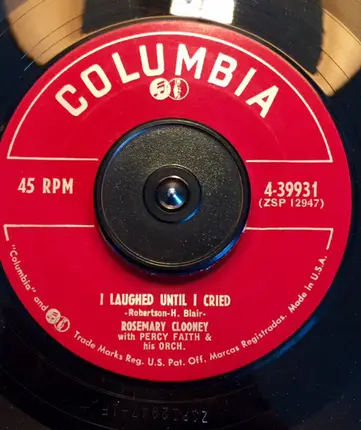 COLUMBIA
45 RPM
4-39931
(ZSP 12947)
I LAUGHED UNTIL I CRIED
-Robertson-H. Blair-
ROSEMARY CLOONEY
with PERCY FAITH &
his ORCH.
"Columbia" and Trade Marks Reg. U.S. Pat. Off. Marcas Registradas. Made in U.S.A.